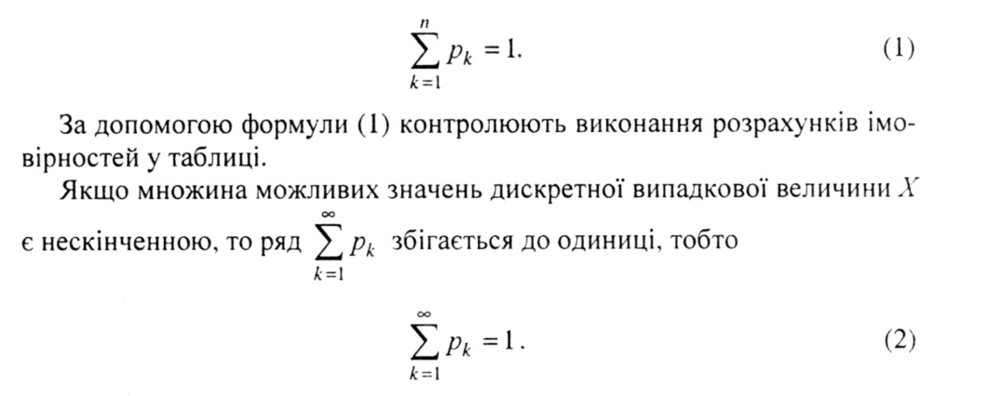 $$\sum_{k=1}^{n} p_k = 1. \quad (1)$$
За допомогою формули (1) контролюють виконання розрахунків імо-
вірностей у таблиці.
Якщо множина можливих значень дискретної випадкової величини $X$
є нескінченною, то ряд $\sum_{k=1}^{\infty} p_k$ збігається до одиниці, тобто
$$\sum_{k=1}^{\infty} p_k = 1. \quad (2)$$